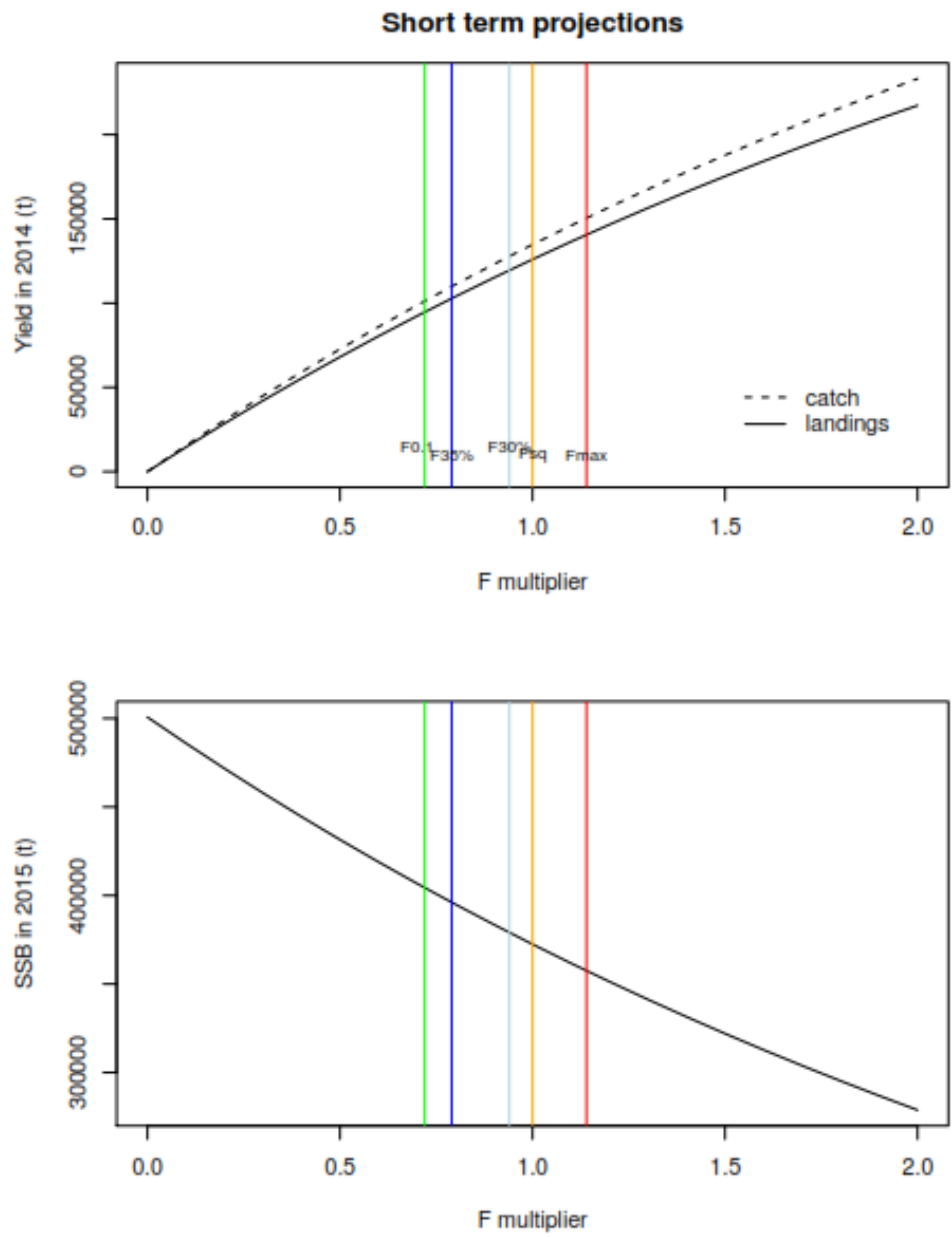 Short term projections
Yield in 2014 (t)
150000
50000
0
catch
landings
F0.1
F35%
F30%
Fsq
Fmax
0.0 0.5 1.0 1.5 2.0
F multiplier
SSB in 2015 (t)
500000
400000
300000
0.0 0.5 1.0 1.5 2.0
F multiplier